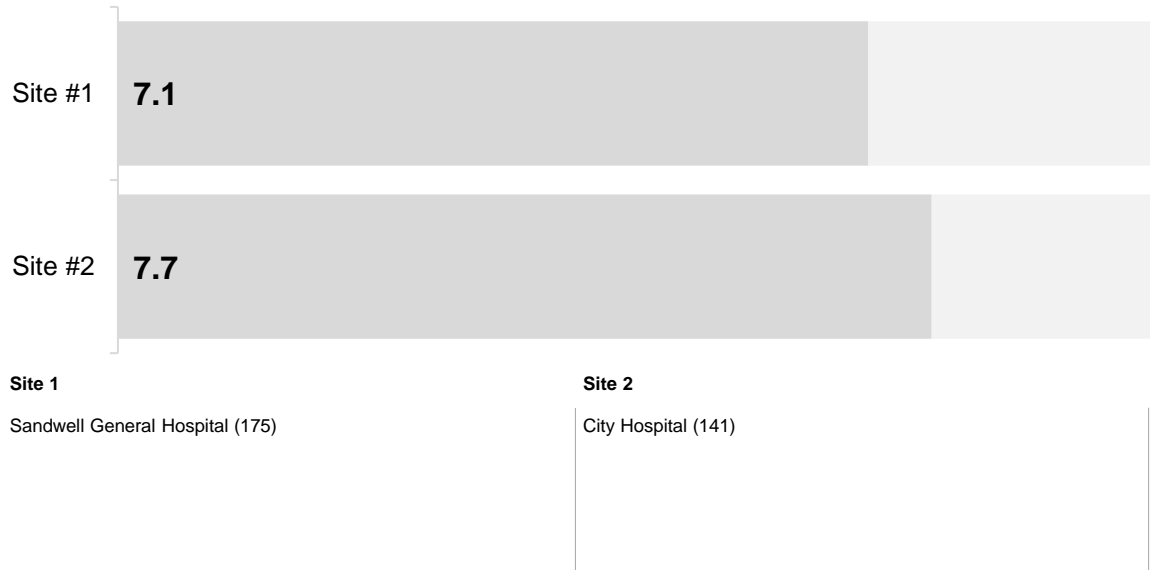 Site #1
7.1
Site #2
7.7
Site 1
Site 2
Sandwell General Hospital (175)
City Hospital (141)